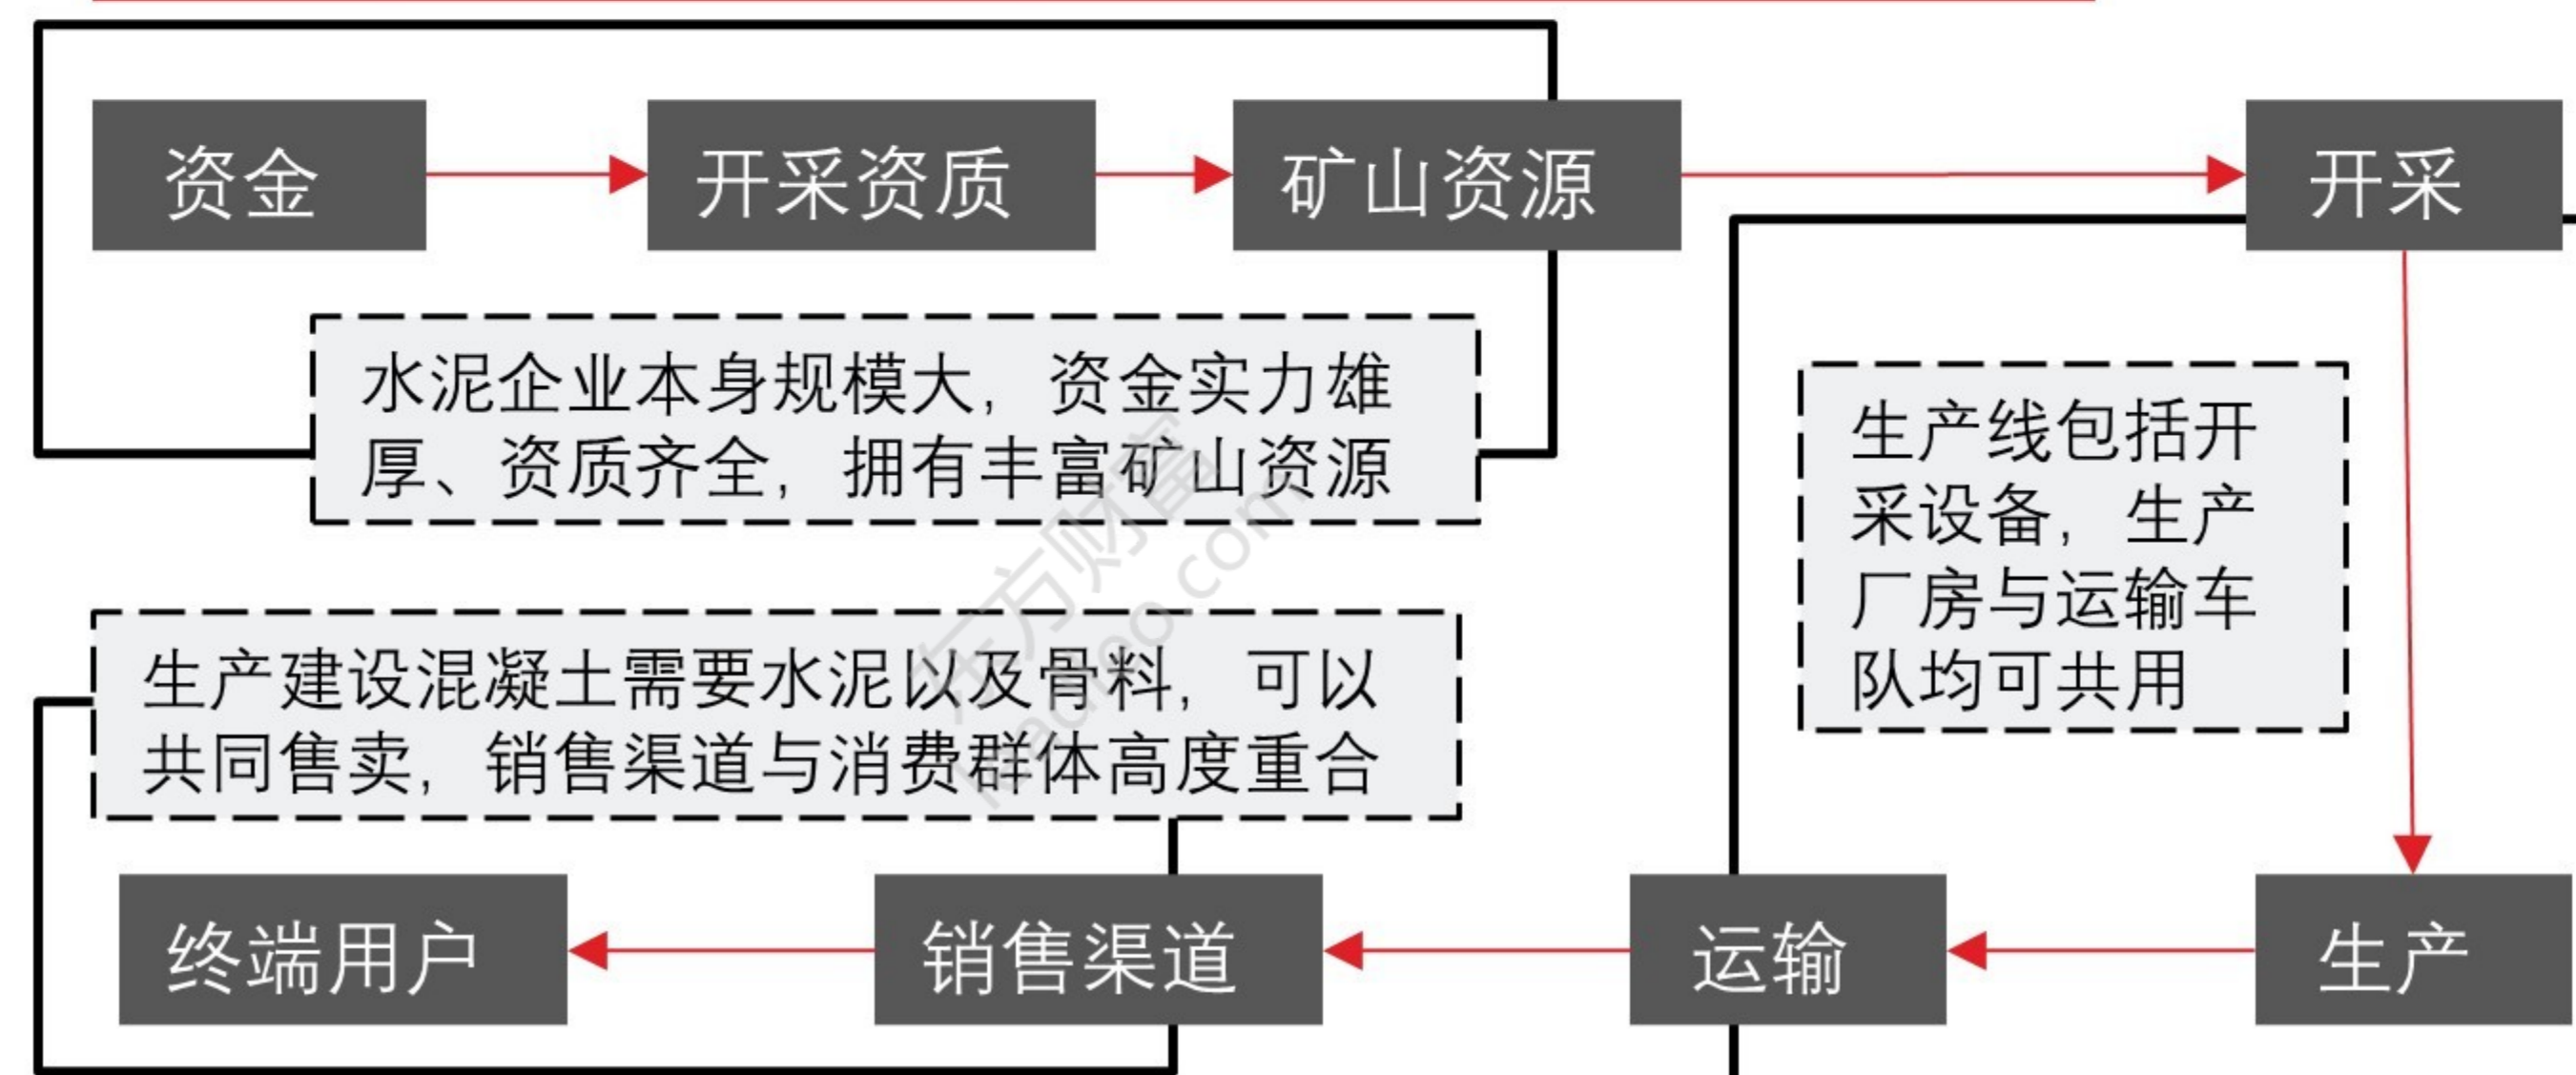 资金
开采资质
矿山资源
开采
水泥企业本身规模大，资金实力雄
厚、资质齐全，拥有丰富矿山资源
生产线包括开
采设备，生产
厂房与运输车
队均可共用
生产建设混凝土需要水泥以及骨料，可以
共同售卖，销售渠道与消费群体高度重合
终端用户
销售渠道
运输
生产
东方财富